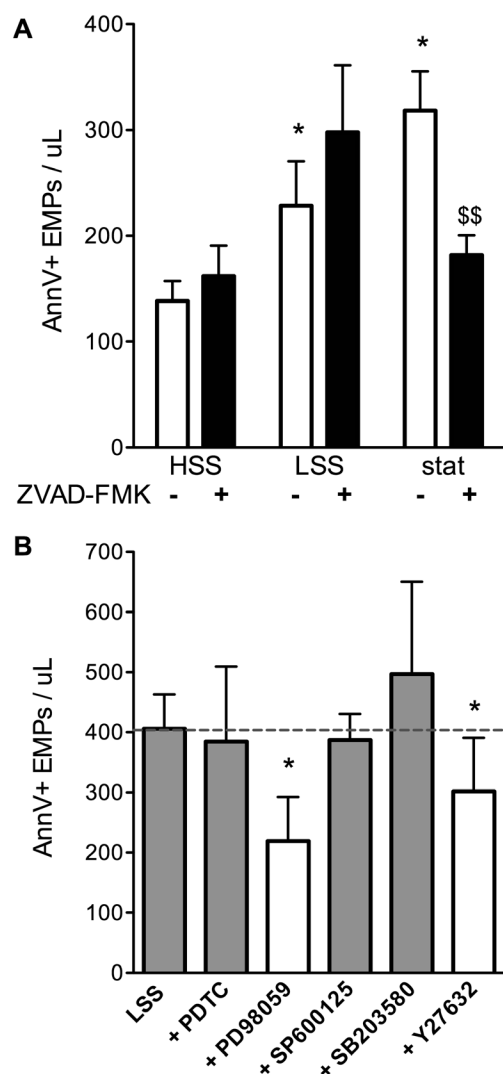 A
AnnV+ EMPs / uL
400
300
200
100
0
*
*
$$
HSS LSS stat
ZVAD-FMK - + - + - +
B
AnnV+ EMPs / uL
700
600
500
400
300
200
100
0
*
*
LSS
+ PDTC
+ PD98059
+ SP600125
+ SB203580
+ Y27632